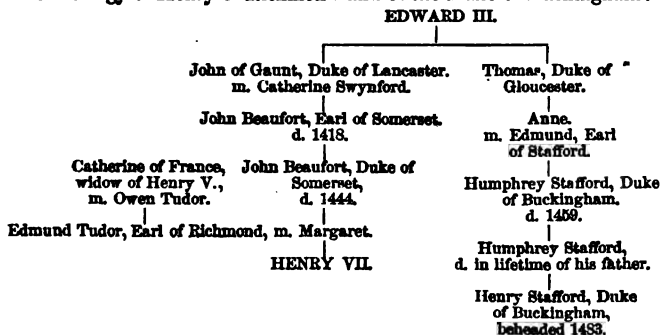 EDWARD III.
John of Gaunt, Duke of Lancaster.
m. Catherine Swynford.
Thomas, Duke of
Gloucester.
John Beaufort, Earl of Somerset.
d. 1418.
Anne.
m. Edmund, Earl
of Stafford.
Catherine of France,
widow of Henry V.,
m. Owen Tudor.
John Beaufort, Duke of
Somerset,
d. 1444.
Humphrey Stafford, Duke
of Buckingham.
d. 1459.
Edmund Tudor, Earl of Richmond, m. Margaret.
HENRY VII.
Humphrey Stafford,
d. in lifetime of his father.
Henry Stafford, Duke
of Buckingham,
beheaded 1483.